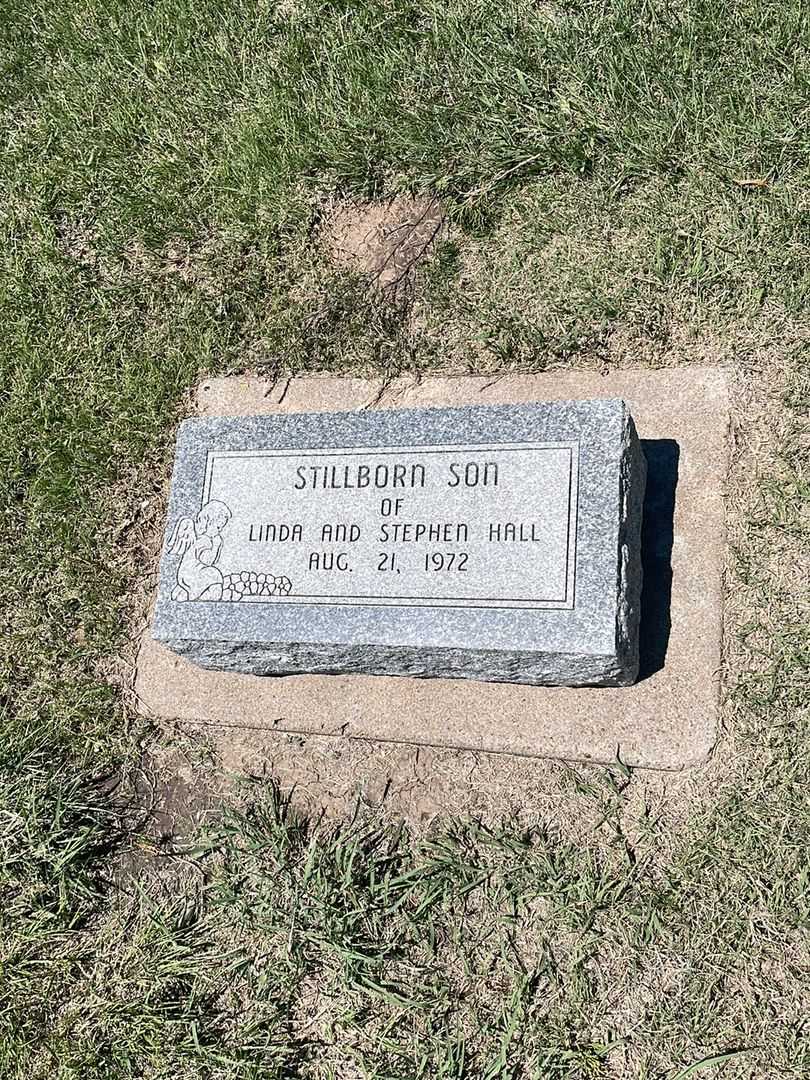 STILLBORN SON
OF
LINDA AND STEPHEN HALL
AUG. 21, 1972